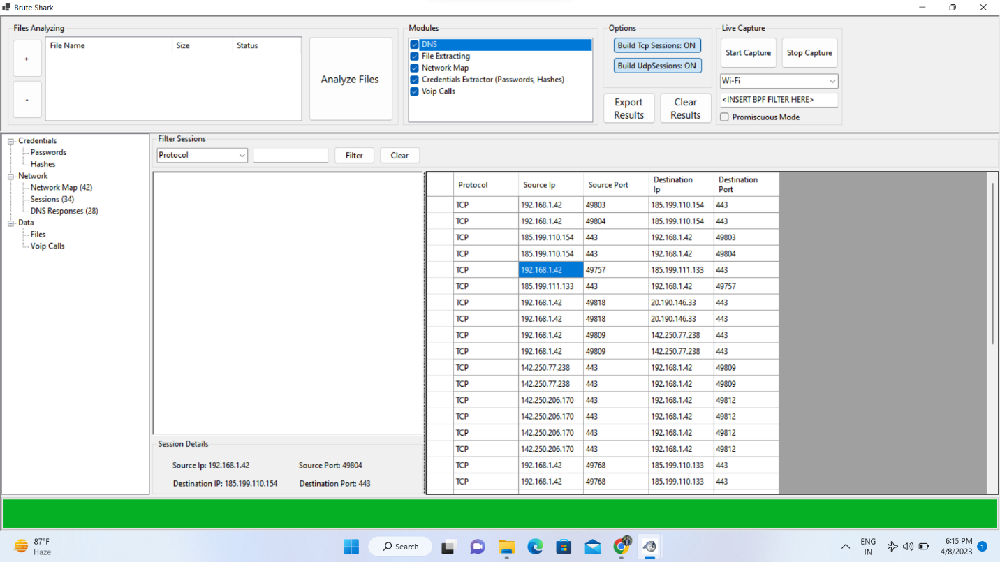 Brute Shark
Files Analyzing
File Name Size Status
+
-
Analyze Files
Modules
DNS
File Extracting
Network Map
Credentials Extractor (Passwords, Hashes)
Voip Calls
Options
Build Tcp Sessions: ON
Build UdpSessions: ON
Export
Results
Clear
Results
Live Capture
Start Capture Stop Capture
Wi-Fi
<INSERT BPF FILTER HERE>
Promiscuous Mode
Credentials
Passwords
Hashes
Network
Network Map (42)
Sessions (34)
DNS Responses (28)
Data
Files
Voip Calls
Filter Sessions
Protocol Filter Clear
Session Details
Source Ip: 192.168.1.42 Source Port: 49804
Destination IP: 185.199.110.154 Destination Port: 443
Protocol Source Ip Source Port Destination Ip Destination Port
TCP 192.168.1.42 49803 185.199.110.154 443
TCP 192.168.1.42 49804 185.199.110.154 443
TCP 185.199.110.154 443 192.168.1.42 49803
TCP 185.199.110.154 443 192.168.1.42 49804
TCP 192.168.1.42 49757 185.199.111.133 443
TCP 185.199.111.133 443 192.168.1.42 49757
TCP 192.168.1.42 49818 20.190.146.33 443
TCP 192.168.1.42 49818 20.190.146.33 443
TCP 192.168.1.42 49809 142.250.77.238 443
TCP 192.168.1.42 49809 142.250.77.238 443
TCP 142.250.77.238 443 192.168.1.42 49809
TCP 142.250.77.238 443 192.168.1.42 49809
TCP 142.250.206.170 443 192.168.1.42 49812
TCP 142.250.206.170 443 192.168.1.42 49812
TCP 142.250.206.170 443 192.168.1.42 49812
TCP 142.250.206.170 443 192.168.1.42 49812
TCP 192.168.1.42 49768 185.199.110.133 443
TCP 192.168.1.42 49768 185.199.110.133 443
87°F
Haze
Search
ENG
IN
6:15 PM
4/8/2023
1